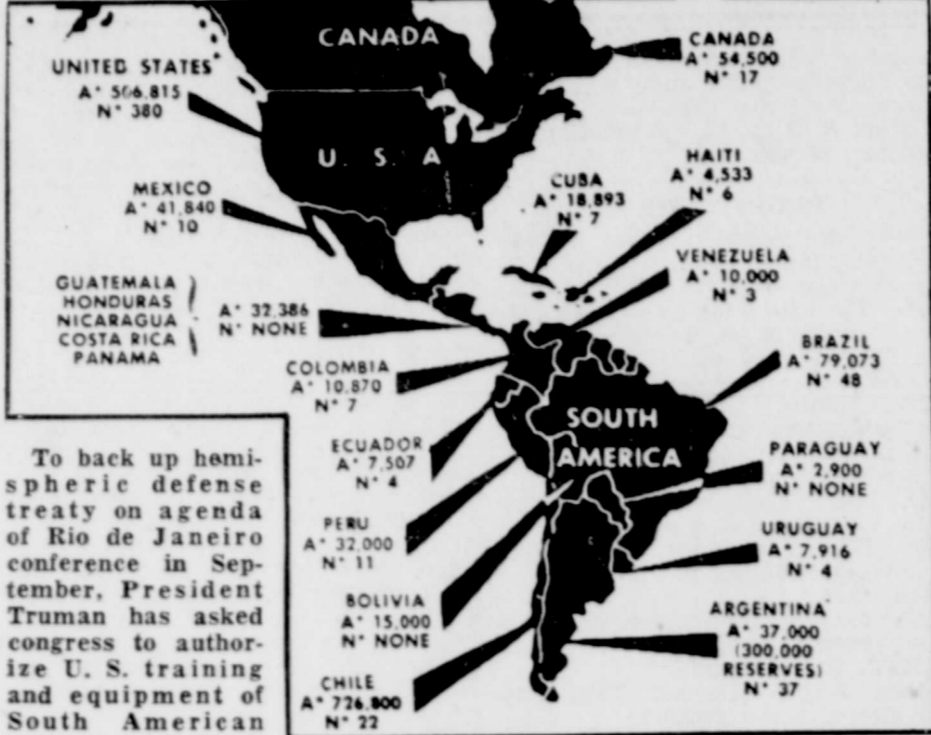 CANADA
U. S. A
SOUTH
AMERICA
UNITED STATES
A* 566,815
N* 380
CANADA
A* 54,500
N* 17
MEXICO
A* 41,840
N* 10
CUBA
A* 18,893
N* 7
HAITI
A* 4,533
N* 6
VENEZUELA
A* 10,000
N* 3
GUATEMALA
HONDURAS
NICARAGUA
COSTA RICA
PANAMA
A* 32,386
N* NONE
COLOMBIA
A* 10,870
N* 7
BRAZIL
A* 79,073
N* 48
ECUADOR
A* 7,507
N* 4
PERU
A* 32,000
N* 11
BOLIVIA
A* 15,000
N* NONE
CHILE
A* 726,800
N* 22
PARAGUAY
A* 2,900
N* NONE
URUGUAY
A* 7,916
N* 4
ARGENTINA
A* 37,000
(300,000
RESERVES)
N* 37
To back up hemi-
spheric defense
treaty on agenda
of Rio de Janeiro
conference in Sep-
tember, President
Truman has asked
congress to author-
ize U. S. training
and equipment of
South American